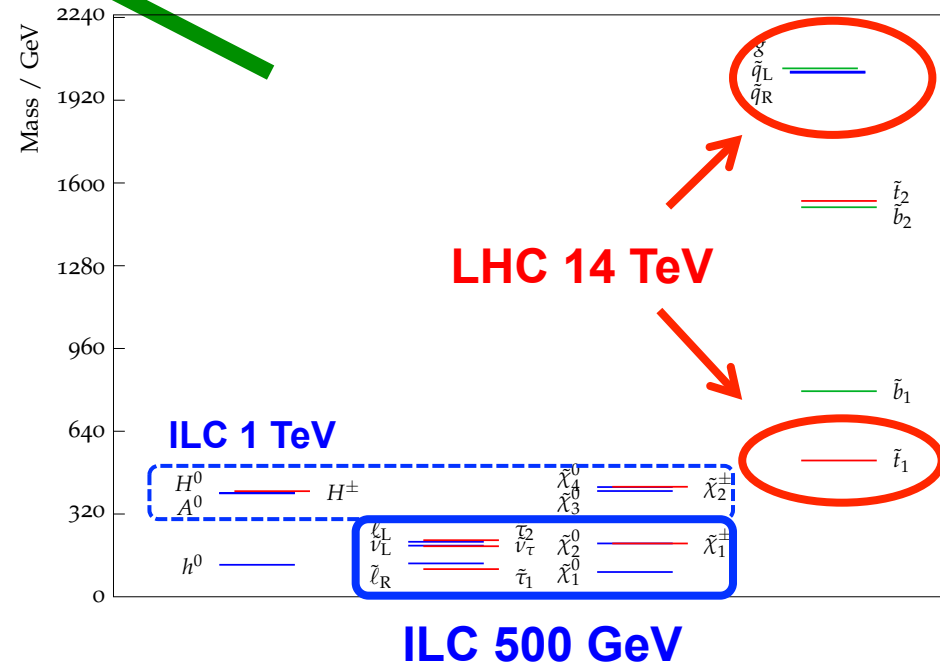 Mass / GeV
2240
1920
1600
1280
960
640
320
0
g̃
q̃L
q̃R
t̃2
b̃2
LHC 14 TeV
b̃1
t̃1
ILC 1 TeV
H⁰
A⁰
H±
χ̃⁰4
χ̃⁰3
χ̃±2
h⁰
ℓ̃L
ν̃L
ℓ̃R
τ̃2
ν̃τ
τ̃1
χ̃⁰2
χ̃⁰1
χ̃±1
ILC 500 GeV